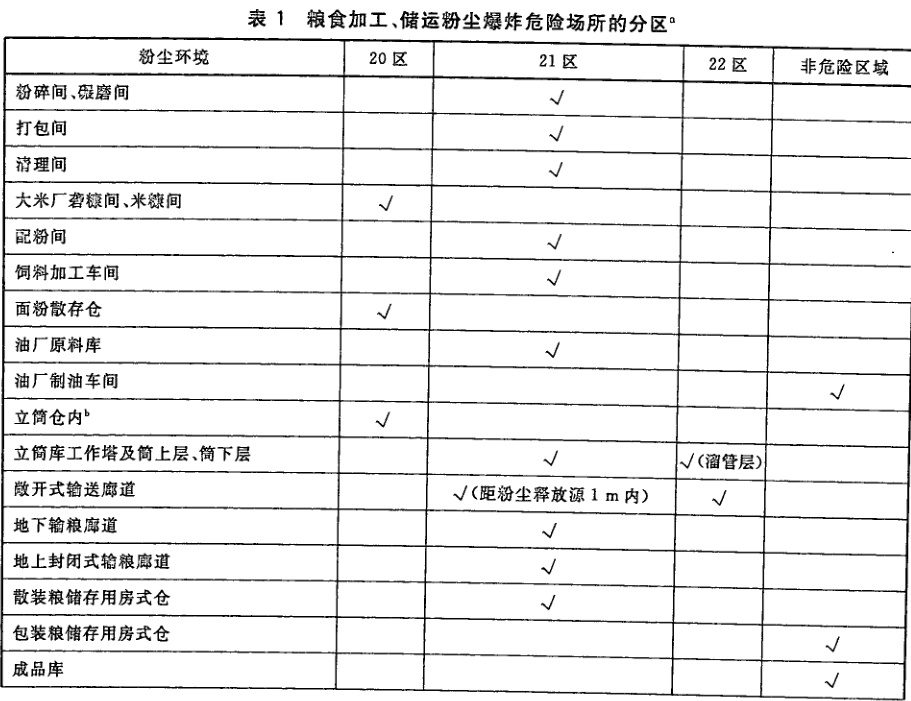 表 1 粮食加工、储运粉尘爆炸危险场所的分区ᵃ
粉尘环境 20 区 21 区 22 区 非危险区域
粉碎间、碾磨间 √
打包间 √
清理间 √
大米厂砻糠间、米糠间 √
配粉间 √
饲料加工车间 √
面粉散存仓 √
油厂原料库 √
油厂制油车间 √
立筒仓内ᵇ √
立筒库工作塔及筒上层、筒下层 √ √(溜管层)
敞开式输送廊道 √(距粉尘释放源 1 m 内) √
地下输粮廊道 √
地上封闭式输粮廊道 √
散装粮储存用房式仓 √
包装粮储存用房式仓 √
成品库 √